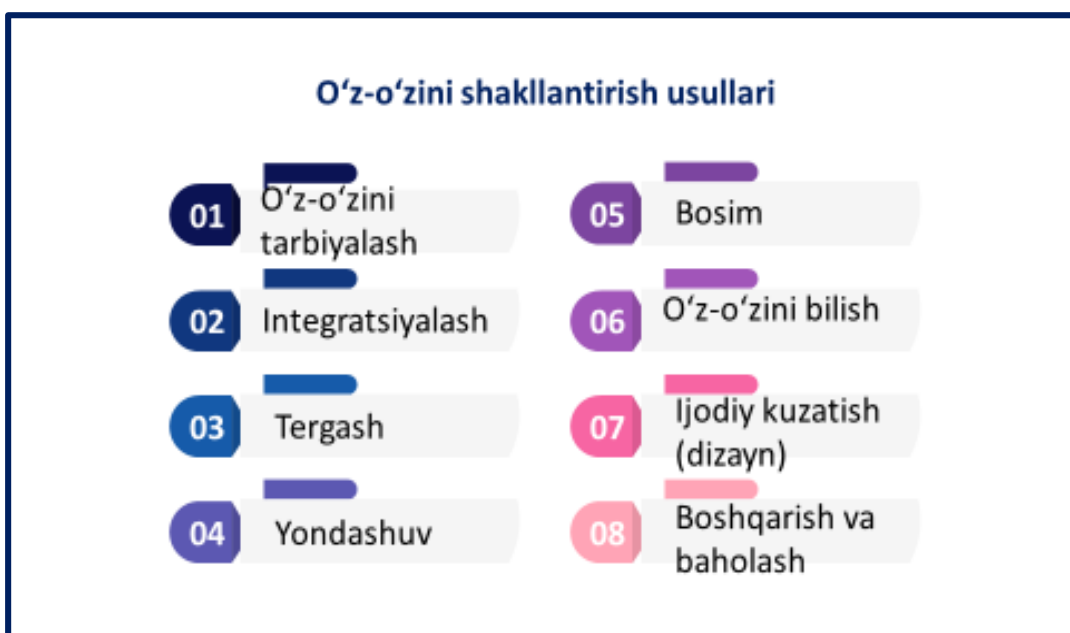 O‘z-o‘zini shakllantirish usullari
01
O‘z-o‘zini
tarbiyalash
02
Integratsiyalash
03
Tergash
04
Yondashuv
05
Bosim
06
O‘z-o‘zini bilish
07
Ijodiy kuzatish
(dizayn)
08
Boshqarish va
baholash